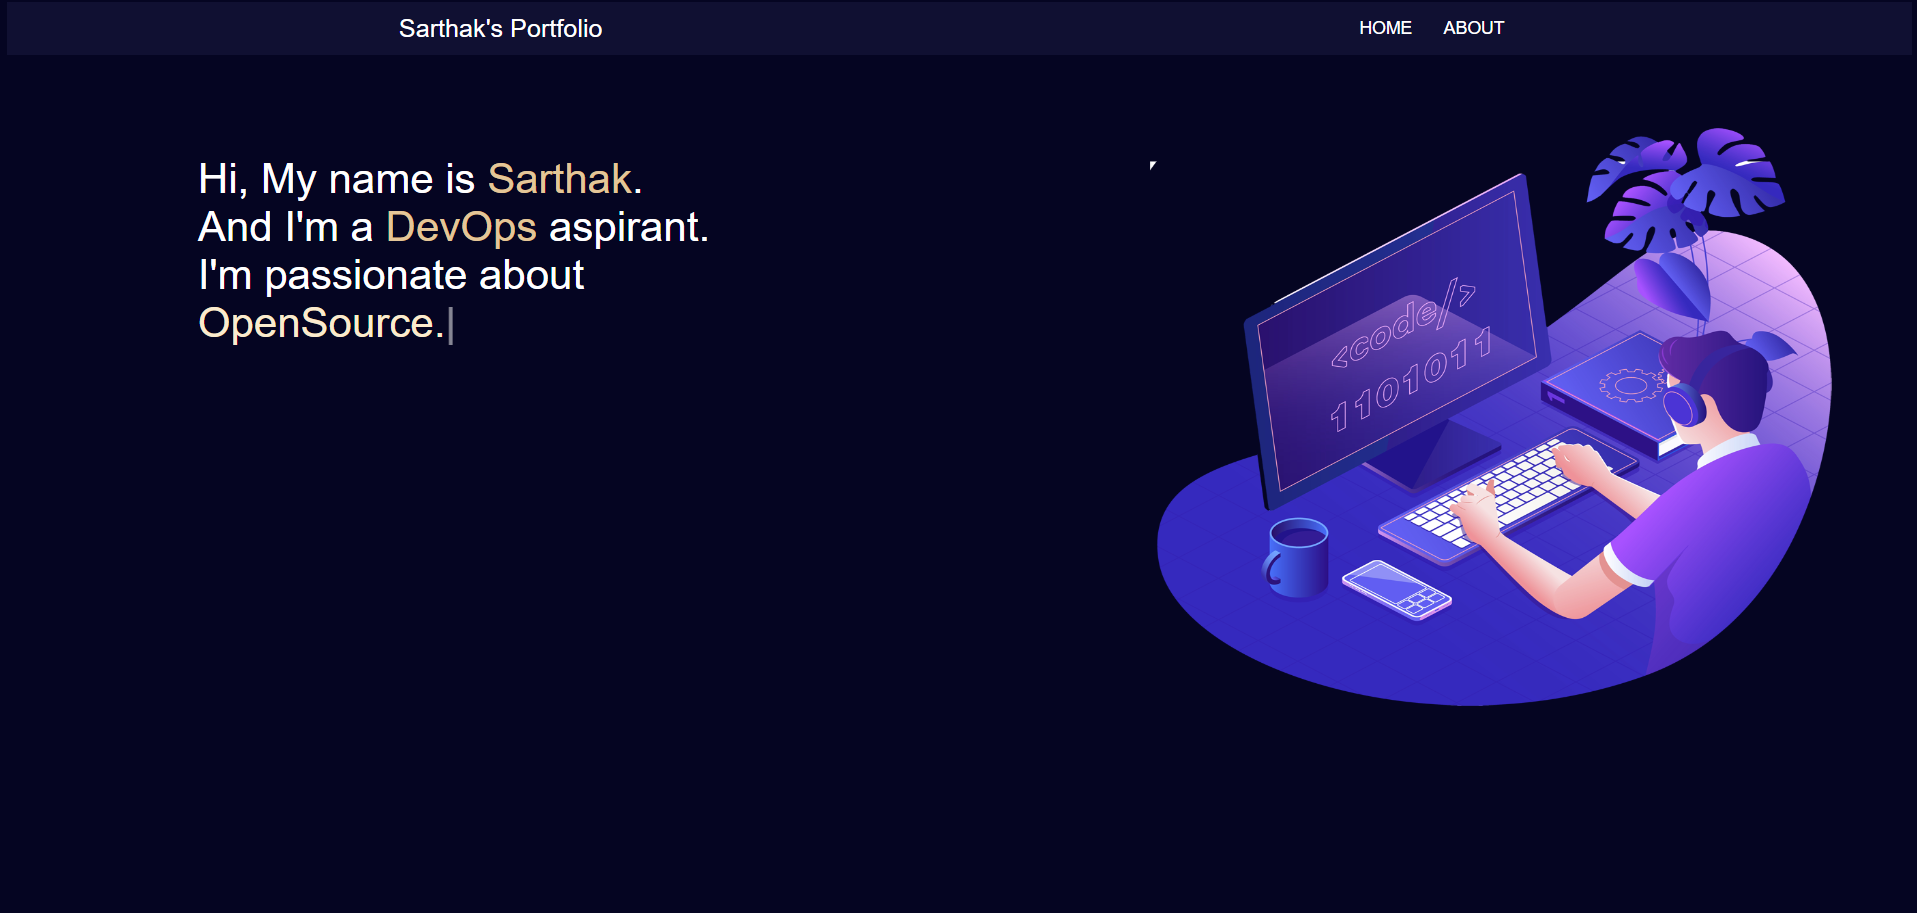 Sarthak's Portfolio
HOME ABOUT
Hi, My name is Sarthak.
And I'm a DevOps aspirant.
I'm passionate about
OpenSource.
<code/>
1101011